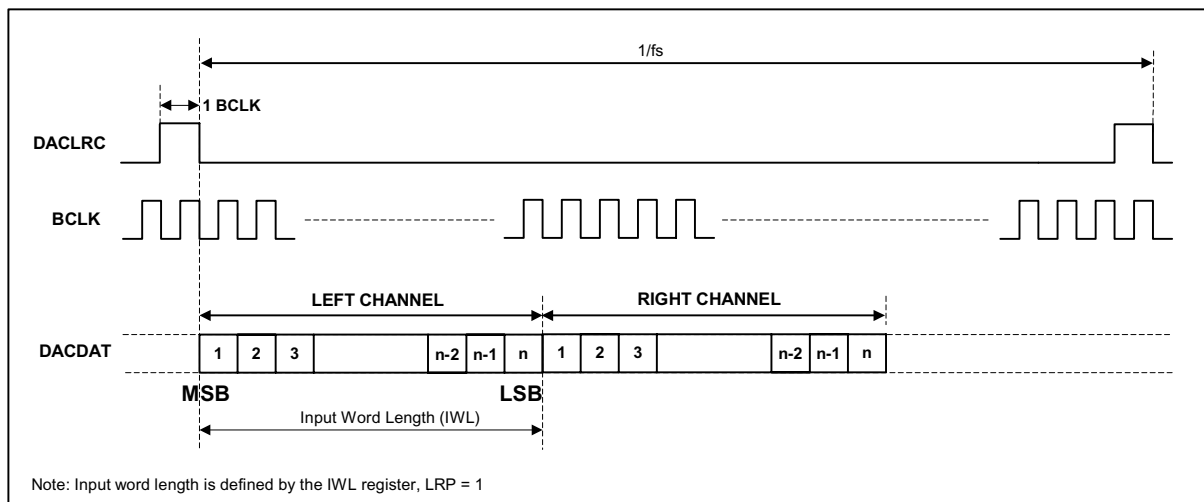 1/fs
1 BCLK
DACLRC
BCLK
LEFT CHANNEL RIGHT CHANNEL
DACDAT 1 2 3 n-2 n-1 n 1 2 3 n-2 n-1 n
MSB LSB
Input Word Length (IWL)
Note: Input word length is defined by the IWL register, LRP = 1